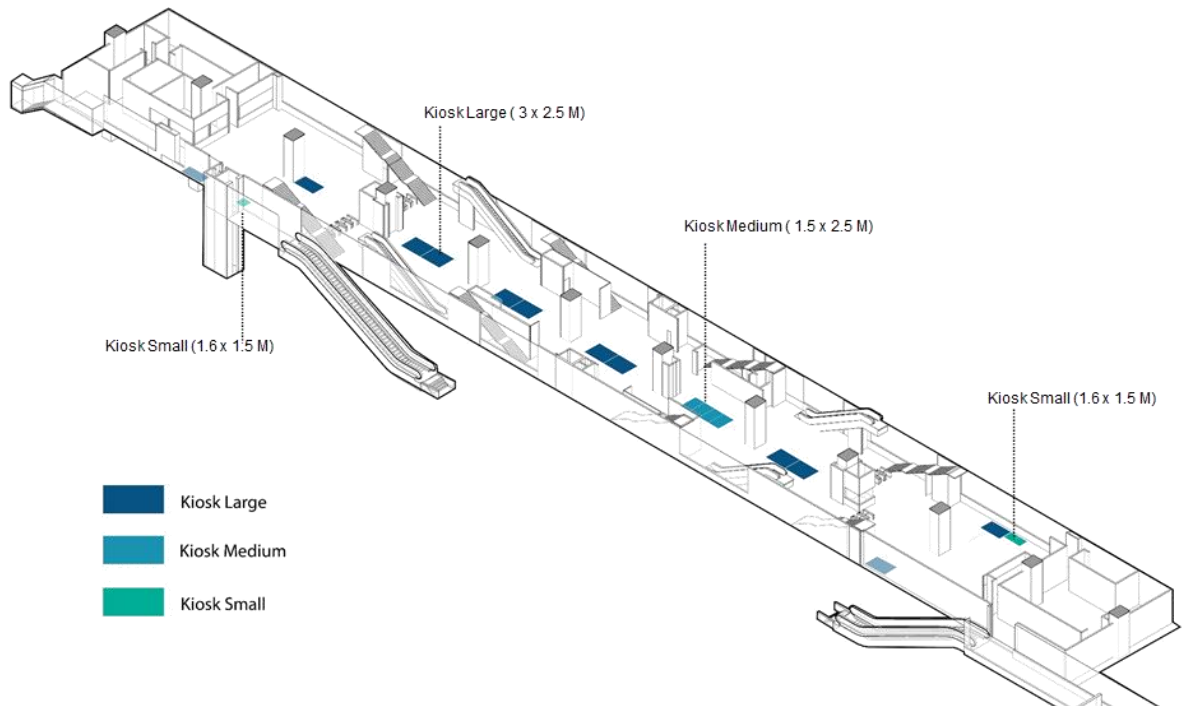 Kiosk Large ( 3 x 2.5 M)
Kiosk Medium ( 1.5 x 2.5 M)
Kiosk Small (1.6 x 1.5 M)
Kiosk Small (1.6 x 1.5 M)
Kiosk Large
Kiosk Medium
Kiosk Small